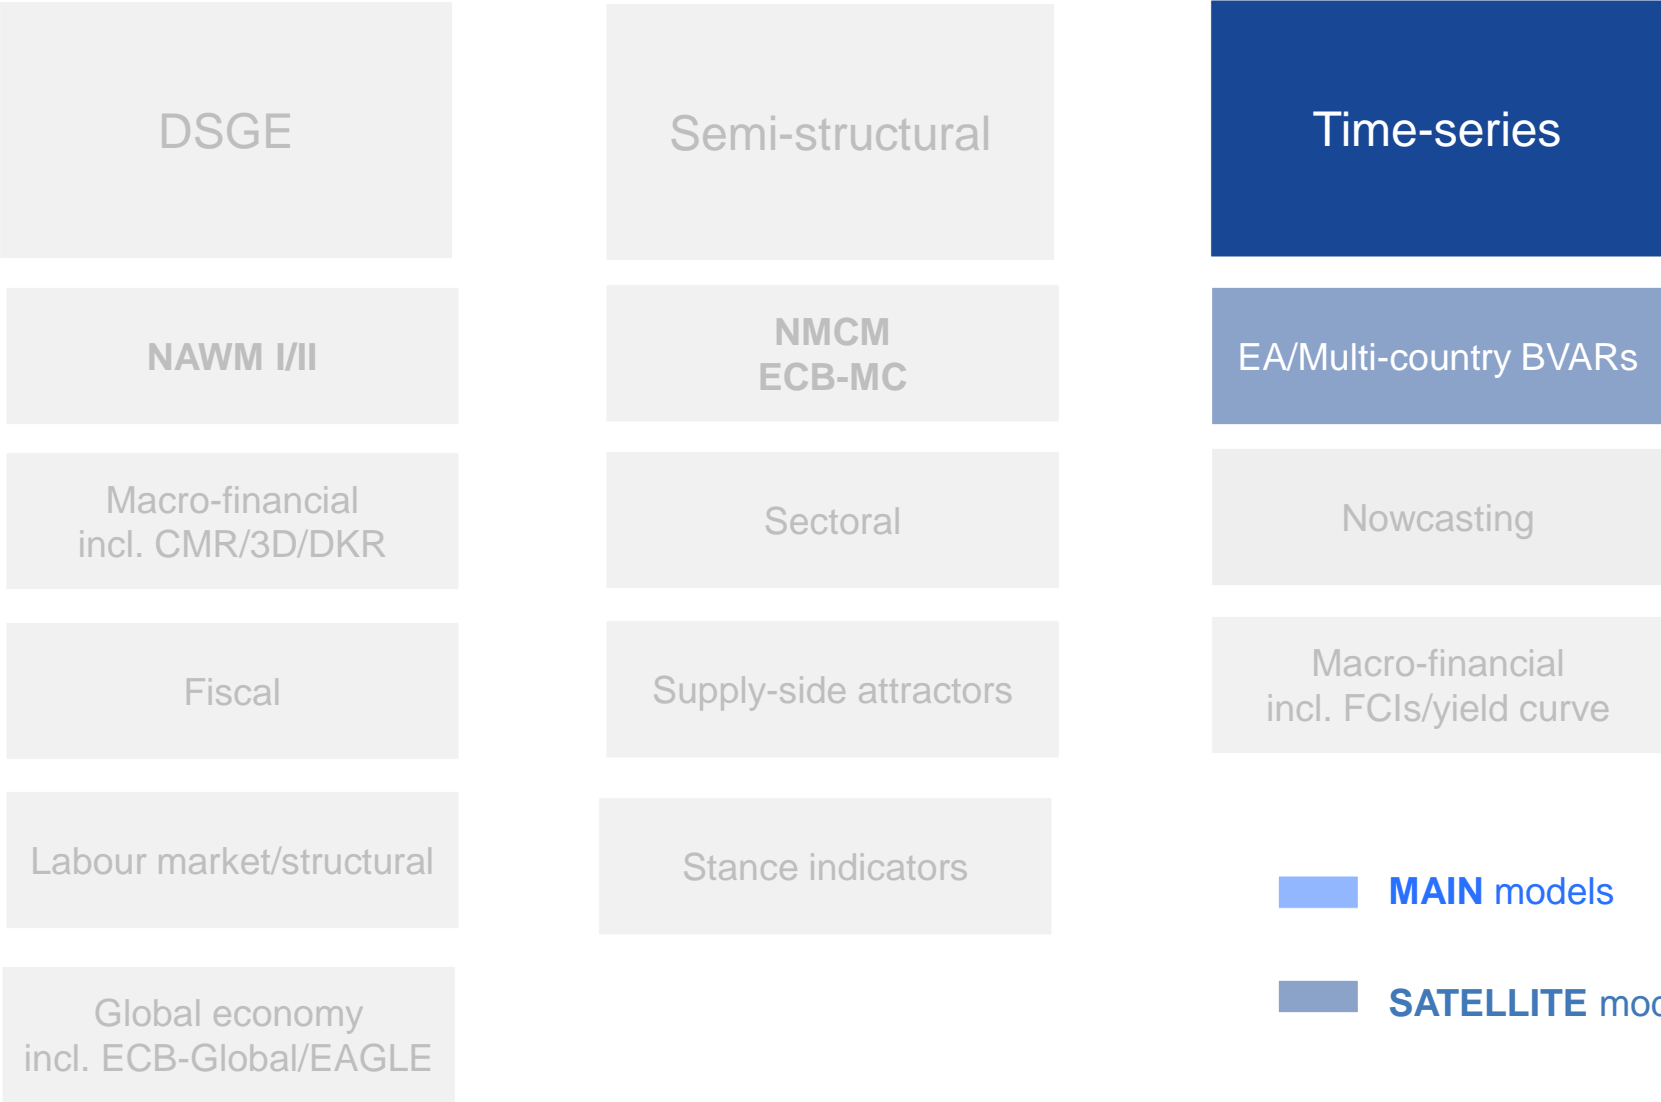 DSGE
NAWM I/II
Macro-financial
incl. CMR/3D/DKR
Fiscal
Labour market/structural
Global economy
incl. ECB-Global/EAGLE
Semi-structural
NMCM
ECB-MC
Sectoral
Supply-side attractors
Stance indicators
Time-series
EA/Multi-country BVARs
Nowcasting
Macro-financial
incl. FCIs/yield curve
MAIN models
SATELLITE